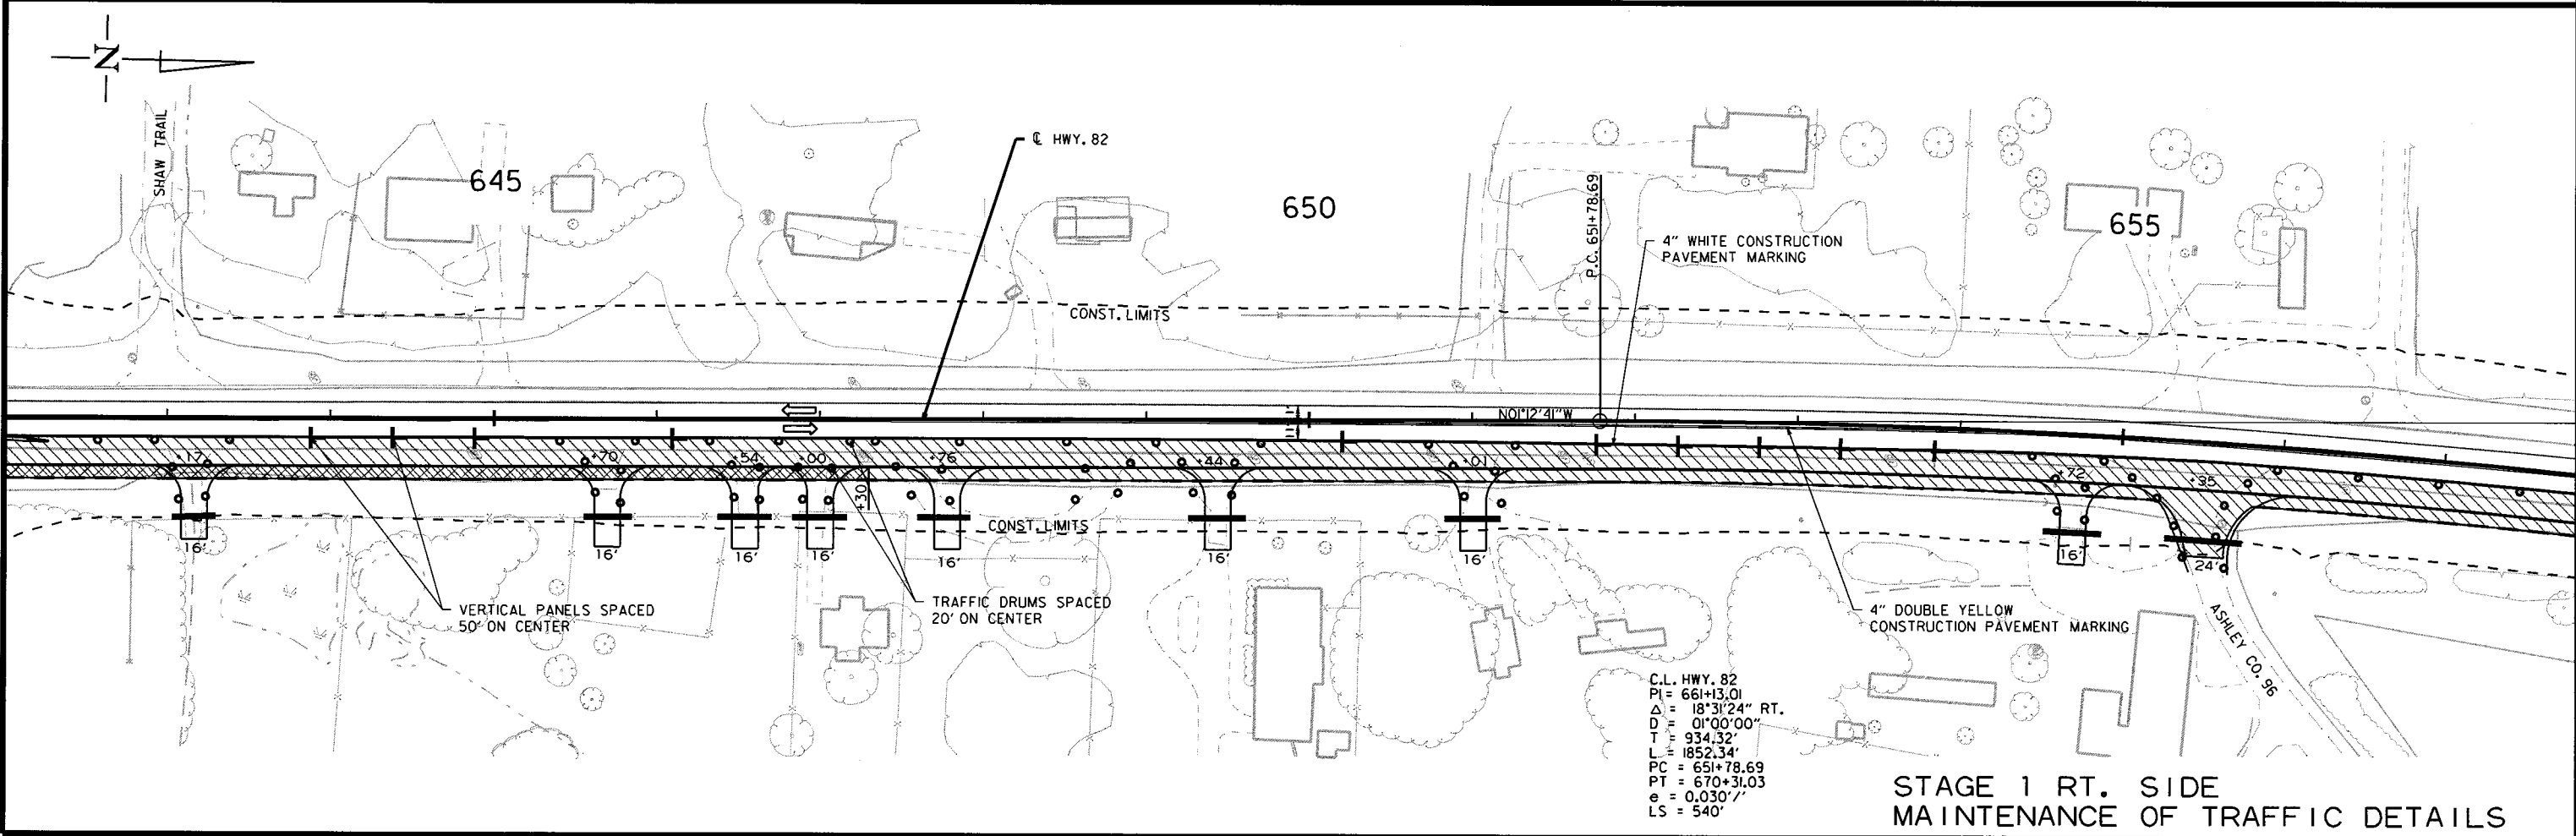 N
SHAW TRAIL
645
℄ HWY. 82
650
P.C. 651+78.69
4" WHITE CONSTRUCTION
PAVEMENT MARKING
655
CONST. LIMITS
N01°12'41"W
+17
+70
+54
+00
+76
+44
+01
+72
+35
+30
CONST. LIMITS
16'
16'
16'
16'
16'
16'
16'
16'
24'
VERTICAL PANELS SPACED
50' ON CENTER
TRAFFIC DRUMS SPACED
20' ON CENTER
4" DOUBLE YELLOW
CONSTRUCTION PAVEMENT MARKING
ASHLEY CO. 96
C.L. HWY. 82
PI = 661+13.01
Δ = 18°31'24" RT.
D = 01°00'00"
T = 934.32'
L = 1852.34'
PC = 651+78.69
PT = 670+31.03
e = 0.030'/'
LS = 540'
STAGE 1 RT. SIDE
MAINTENANCE OF TRAFFIC DETAILS